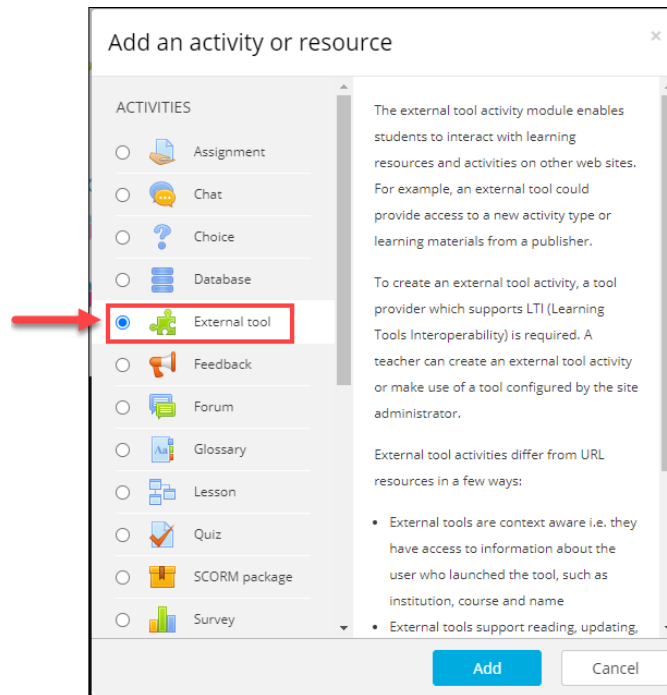 Add an activity or resource
×
ACTIVITIES
Assignment
Chat
Choice
Database
External tool
Feedback
Forum
Aa
Glossary
Lesson
Quiz
SCORM package
Survey
The external tool activity module enables
students to interact with learning
resources and activities on other web sites.
For example, an external tool could
provide access to a new activity type or
learning materials from a publisher.
To create an external tool activity, a tool
provider which supports LTI (Learning
Tools Interoperability) is required. A
teacher can create an external tool activity
or make use of a tool configured by the site
administrator.
External tool activities differ from URL
resources in a few ways:
• External tools are context aware i.e. they
have access to information about the
user who launched the tool, such as
institution, course and name
• External tools support reading, updating,
Add
Cancel